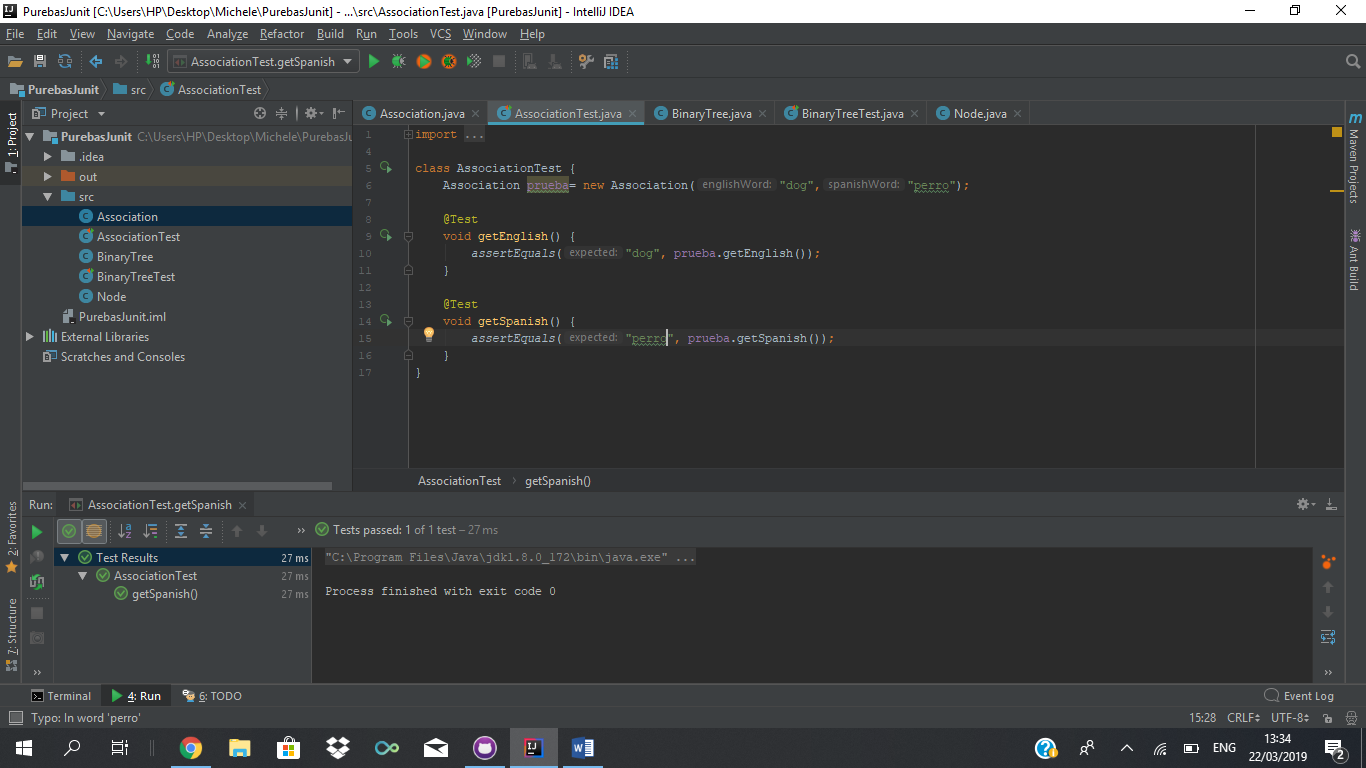 PurebasJunit [C:\Users\HP\Desktop\Michele\PurebasJunit] - ...\src\AssociationTest.java [PurebasJunit] - IntelliJ IDEA
File Edit View Navigate Code Analyze Refactor Build Run Tools VCS Window Help
AssociationTest.getSpanish
PurebasJunit src AssociationTest
Project
Association.java AssociationTest.java BinaryTree.java BinaryTreeTest.java Node.java
1: Project
PurebasJunit C:\Users\HP\Desktop\Michele\PurebasJu
.idea
out
src
Association
AssociationTest
BinaryTree
BinaryTreeTest
Node
PurebasJunit.iml
External Libraries
Scratches and Consoles
1 import ...
4
5 class AssociationTest {
6 Association prueba= new Association( englishWord: "dog", spanishWord: "perro");
7
8 @Test
9 void getEnglish() {
10 assertEquals( expected: "dog", prueba.getEnglish());
11 }
12
13 @Test
14 void getSpanish() {
15 assertEquals( expected: "perro", prueba.getSpanish());
16 }
17 }
AssociationTest getSpanish()
Maven Projects
Ant Build
2: Favorites
7: Structure
Run: AssociationTest.getSpanish
Tests passed: 1 of 1 test – 27 ms
Test Results 27 ms
AssociationTest 27 ms
getSpanish() 27 ms
"C:\Program Files\Java\jdk1.8.0_172\bin\java.exe" ...
Process finished with exit code 0
Terminal 4: Run 6: TODO Event Log
Typo: In word 'perro' 15:28 CRLF UTF-8
ENG 13:34
22/03/2019 2